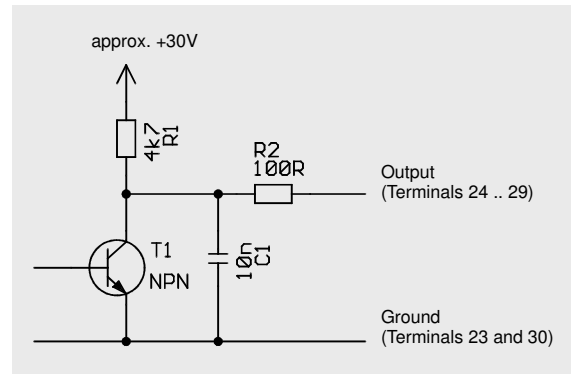 approx. +30V
4k7
R1
R2
100R
Output
(Terminals 24 .. 29)
T1
NPN
10n
C1
Ground
(Terminals 23 and 30)